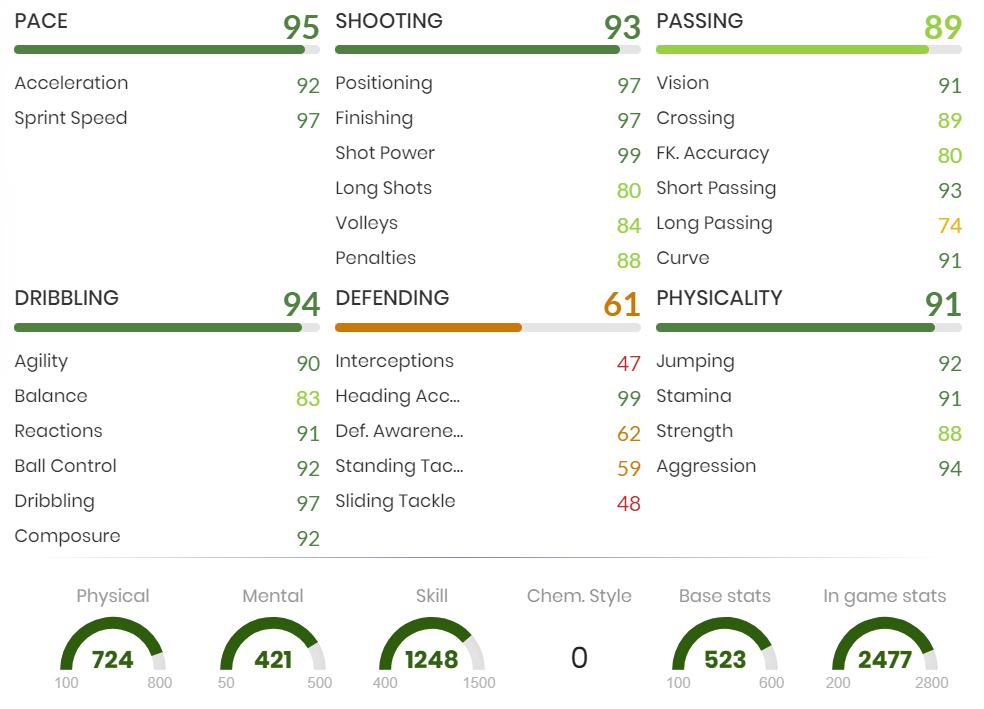 PACE 95
Acceleration 92
Sprint Speed 97
SHOOTING 93
Positioning 97
Finishing 97
Shot Power 99
Long Shots 80
Volleys 84
Penalties 88
PASSING 89
Vision 91
Crossing 89
FK. Accuracy 80
Short Passing 93
Long Passing 74
Curve 91
DRIBBLING 94
Agility 90
Balance 83
Reactions 91
Ball Control 92
Dribbling 97
Composure 92
DEFENDING 61
Interceptions 47
Heading Acc... 99
Def. Awarene... 62
Standing Tac... 59
Sliding Tackle 48
PHYSICALITY 91
Jumping 92
Stamina 91
Strength 88
Aggression 94
Physical
724
100 800
Mental
421
50 500
Skill
1248
400 1500
Chem. Style
0
Base stats
523
100 600
In game stats
2477
200 2800